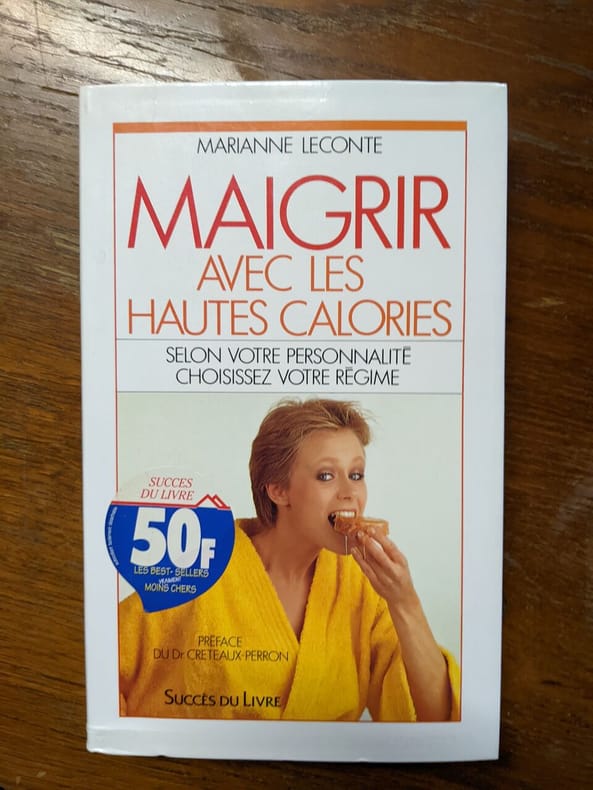 MARIANNE LECONTE
MAIGRIR
AVEC LES
HAUTES CALORIES
SELON VOTRE PERSONNALITÉ
CHOISISSEZ VOTRE RÉGIME
SUCCES
DU LIVRE
50F
LES BEST-SELLERS
VRAIMENT
MOINS CHERS
PRÉFACE
DU Dr CRETEAUX-PERRON
SUCCÈS DU LIVRE